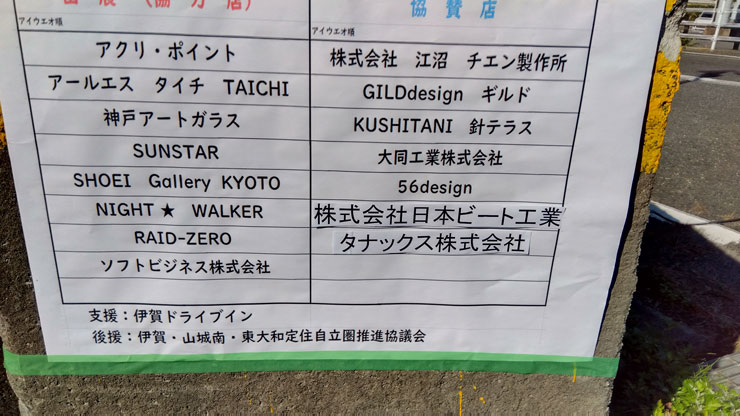 協賛店
アイウエオ順
アイウエオ順
アクリ・ポイント
アールエス タイチ TAICHI
神戸アートガラス
SUNSTAR
SHOEI Gallery KYOTO
NIGHT★ WALKER
RAID-ZERO
ソフトビジネス株式会社
株式会社 江沼 チエン製作所
GILDdesign ギルド
KUSHITANI 針テラス
大同工業株式会社
56design
株式会社日本ビート工業
タナックス株式会社
支援：伊賀ドライブイン
後援：伊賀・山城南・東大和定住自立圏推進協議会